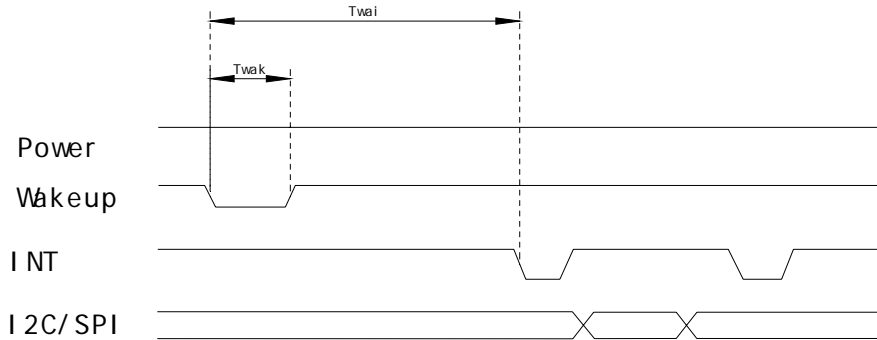 Twai
Twak
Power
Wakeup
INT
I2C/SPI